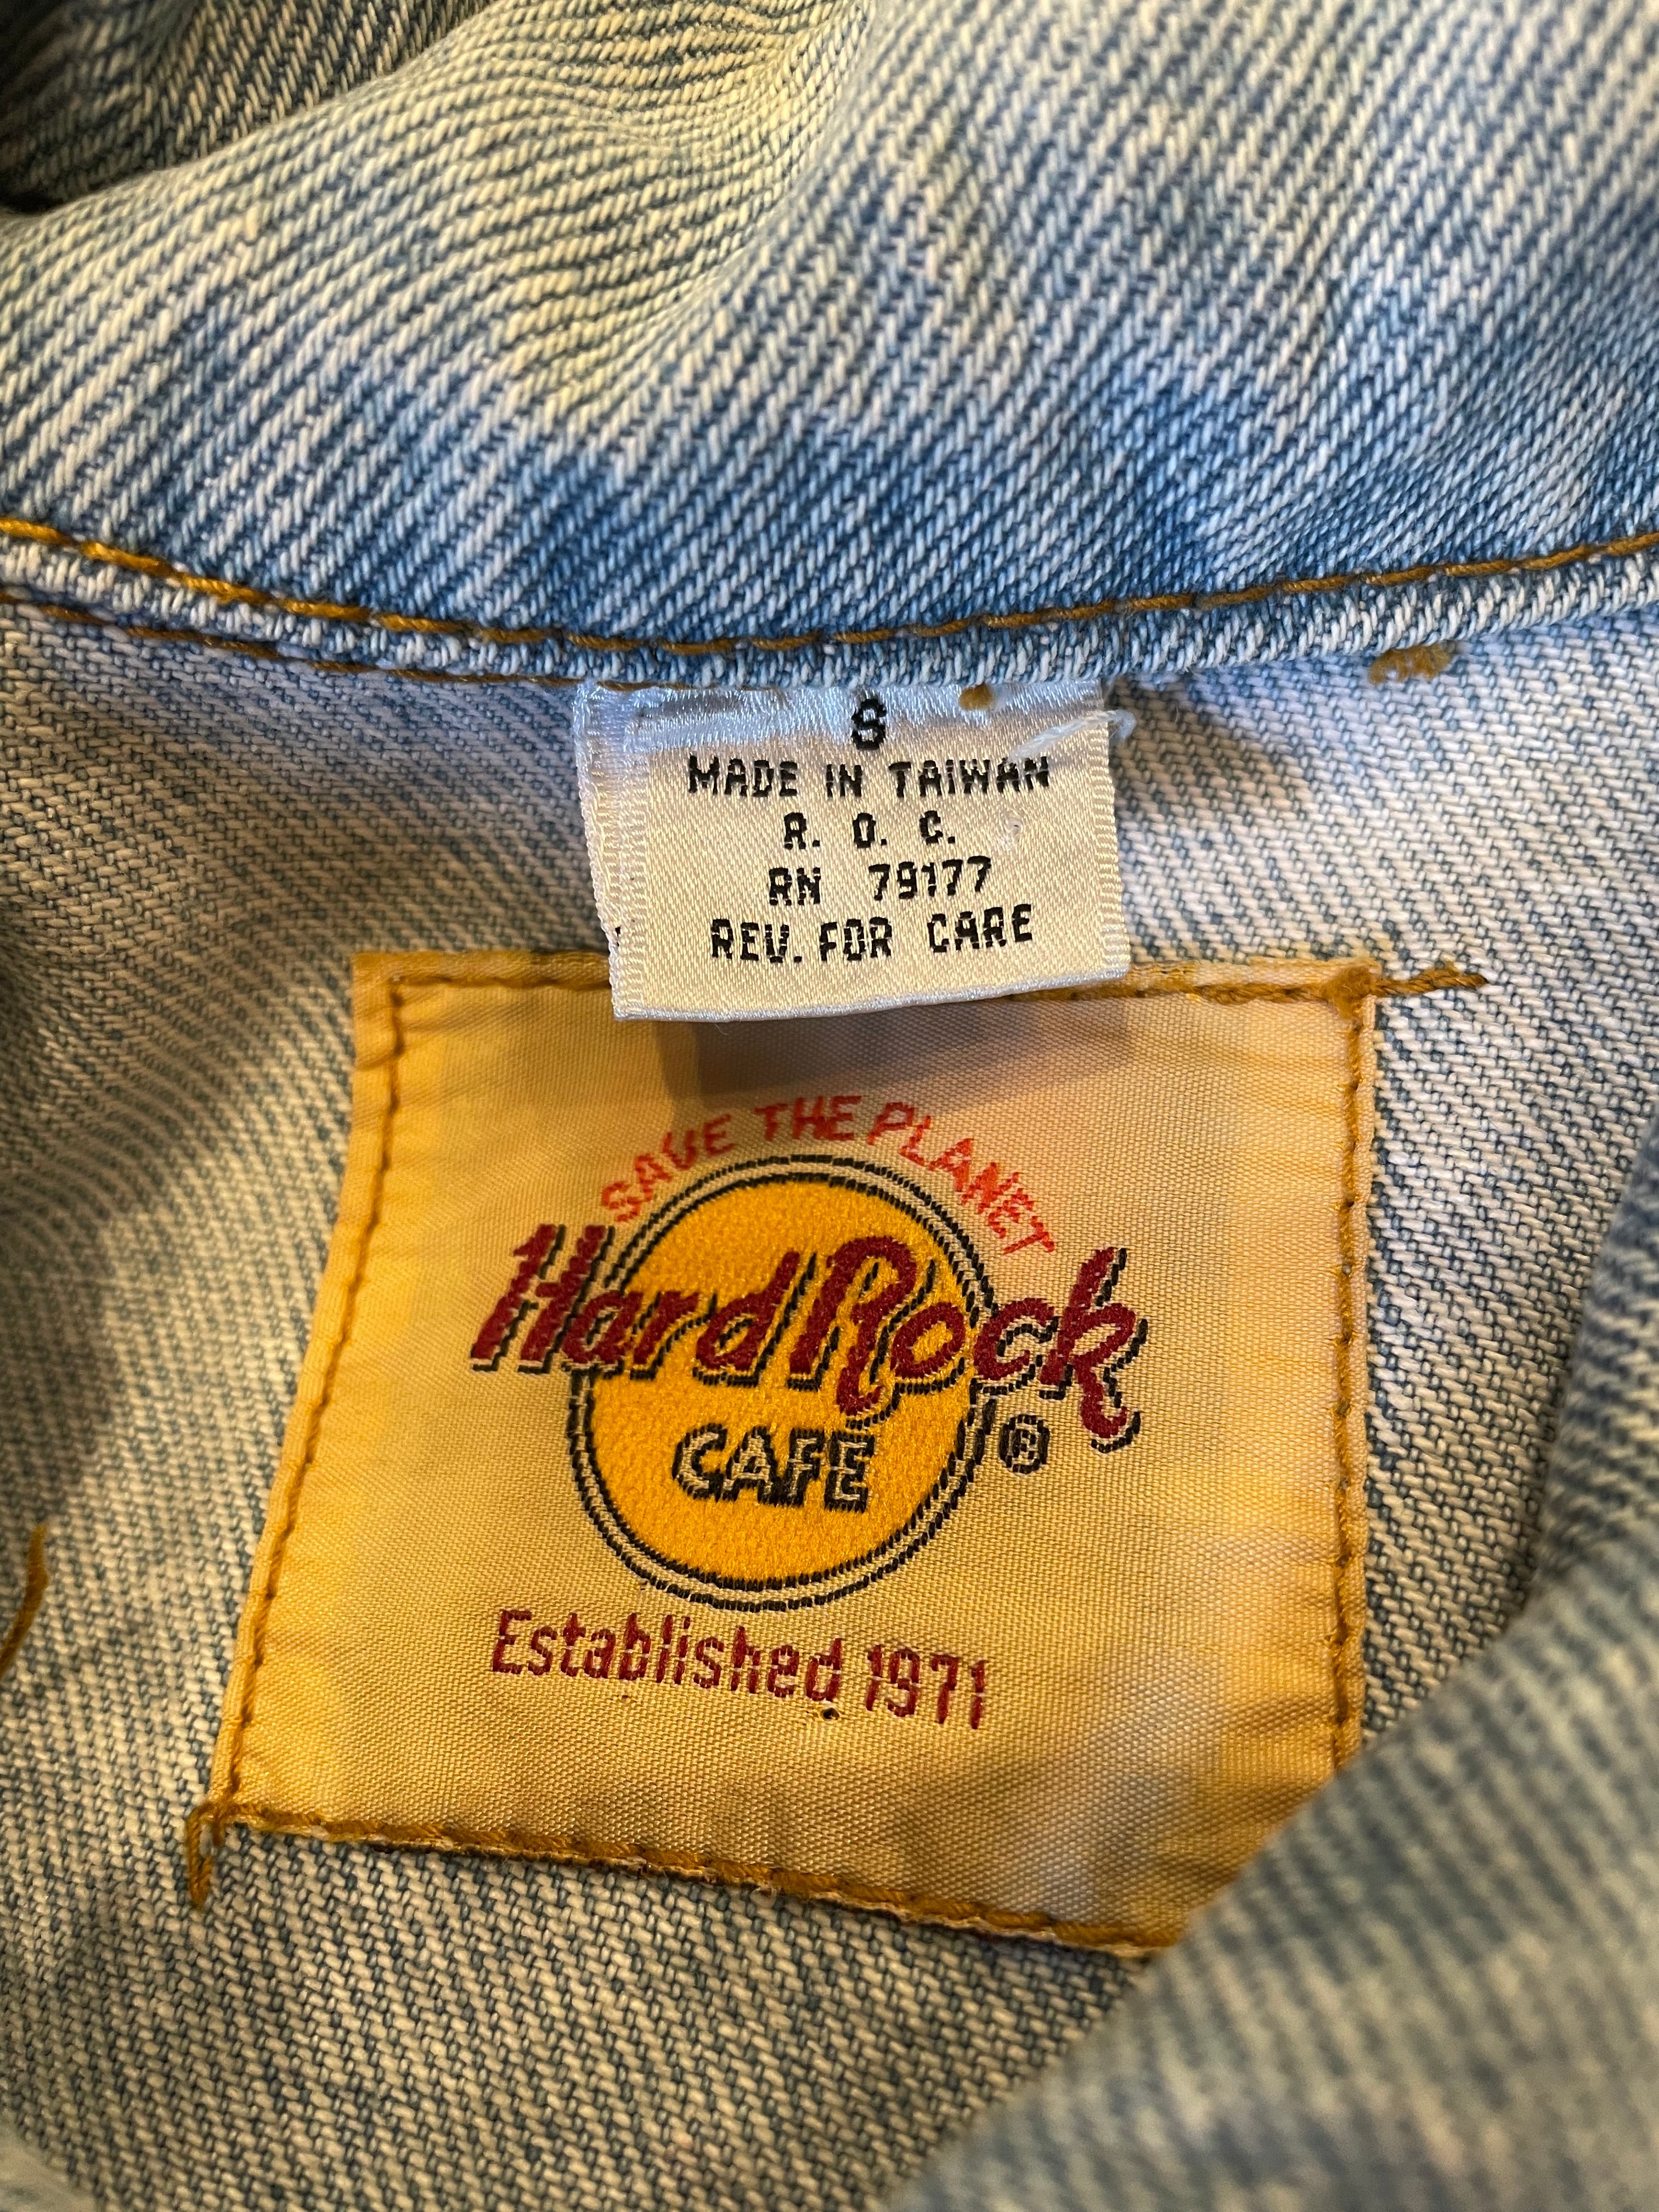 S
MADE IN TAIWAN
R. O. C.
RN 79177
REV. FOR CARE
SAVE THE PLANET
Hard Rock
CAFE ®
Established 1971